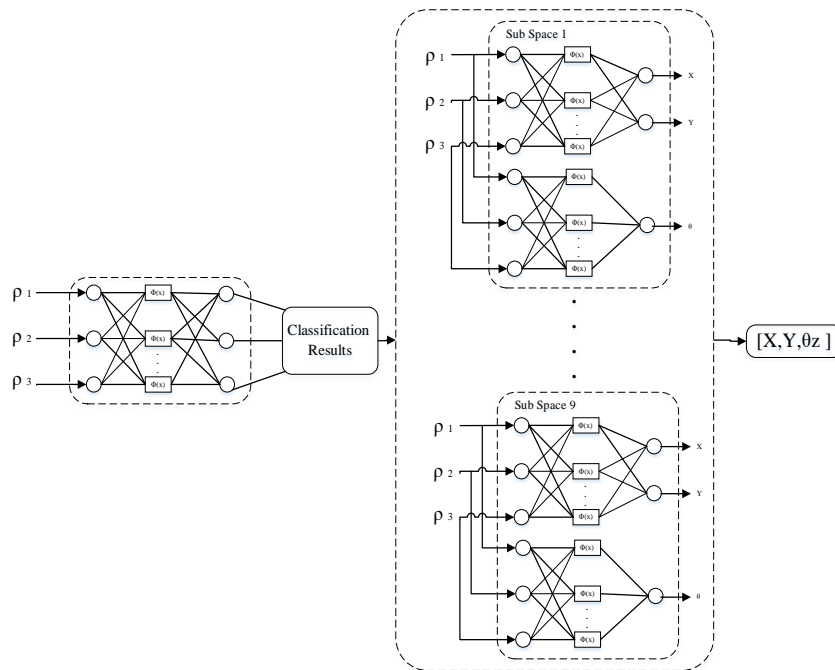 Sub Space 1
ρ 1
Φ(x)
X
ρ 2
Φ(x)
Y
ρ 3
Φ(x)
Φ(x)
Φ(x)
θ
Φ(x)
ρ 1
Φ(x)
ρ 2
Φ(x)
ρ 3
Φ(x)
Classification
Results
[X,Y,θz ]
Sub Space 9
ρ 1
Φ(x)
X
ρ 2
Φ(x)
Y
ρ 3
Φ(x)
Φ(x)
Φ(x)
θ
Φ(x)